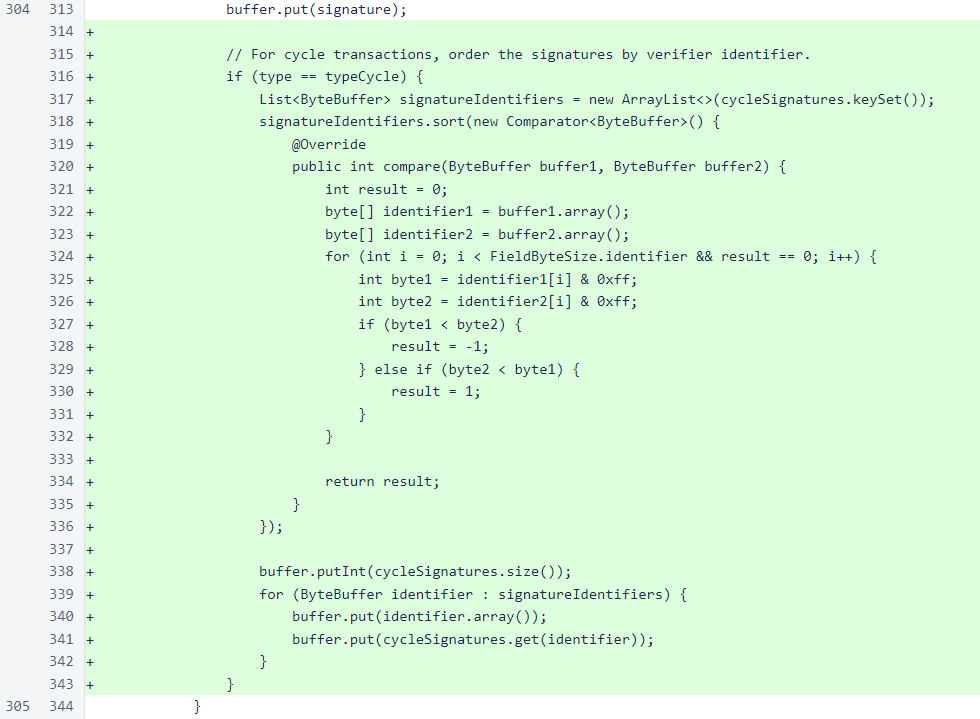 304 313 buffer.put(signature);
314 +
315 + // For cycle transactions, order the signatures by verifier identifier.
316 + if (type == typeCycle) {
317 + List<ByteBuffer> signatureIdentifiers = new ArrayList<>(cycleSignatures.keySet());
318 + signatureIdentifiers.sort(new Comparator<ByteBuffer>() {
319 + @Override
320 + public int compare(ByteBuffer buffer1, ByteBuffer buffer2) {
321 + int result = 0;
322 + byte[] identifier1 = buffer1.array();
323 + byte[] identifier2 = buffer2.array();
324 + for (int i = 0; i < FieldByteSize.identifier && result == 0; i++) {
325 + int byte1 = identifier1[i] & 0xff;
326 + int byte2 = identifier2[i] & 0xff;
327 + if (byte1 < byte2) {
328 + result = -1;
329 + } else if (byte2 < byte1) {
330 + result = 1;
331 + }
332 + }
333 +
334 + return result;
335 + }
336 + });
337 +
338 + buffer.putInt(cycleSignatures.size());
339 + for (ByteBuffer identifier : signatureIdentifiers) {
340 + buffer.put(identifier.array());
341 + buffer.put(cycleSignatures.get(identifier));
342 + }
343 + }
305 344 }